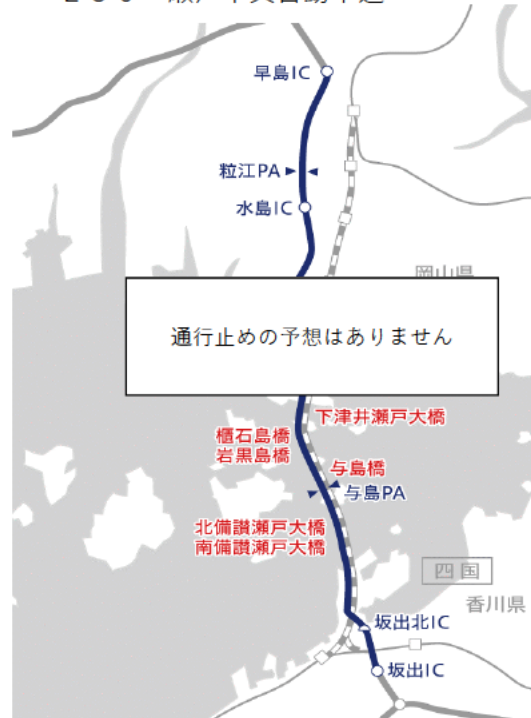 早島IC
粒江PA
水島IC
岡山県
通行止めの予想はありません
下津井瀬戸大橋
櫃石島橋
岩黒島橋
与島橋
与島PA
北備讃瀬戸大橋
南備讃瀬戸大橋
四国
香川県
坂出北IC
坂出IC